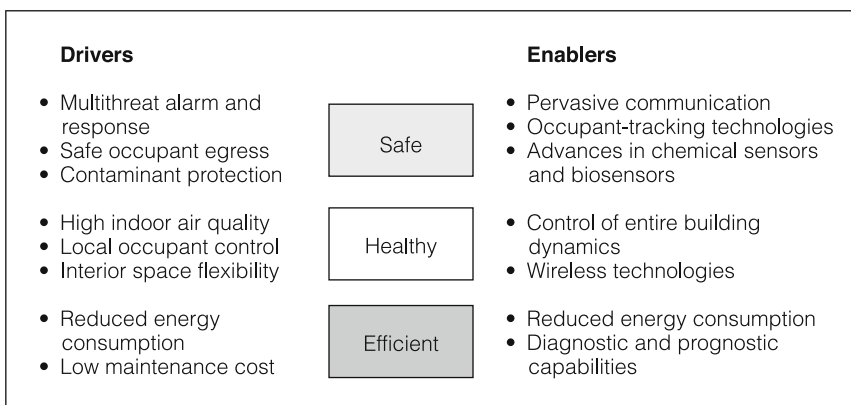 Drivers
• Multithreat alarm and
response
• Safe occupant egress
• Contaminant protection
• High indoor air quality
• Local occupant control
• Interior space flexibility
• Reduced energy
consumption
• Low maintenance cost
Safe
Healthy
Efficient
Enablers
• Pervasive communication
• Occupant-tracking technologies
• Advances in chemical sensors
and biosensors
• Control of entire building
dynamics
• Wireless technologies
• Reduced energy consumption
• Diagnostic and prognostic
capabilities